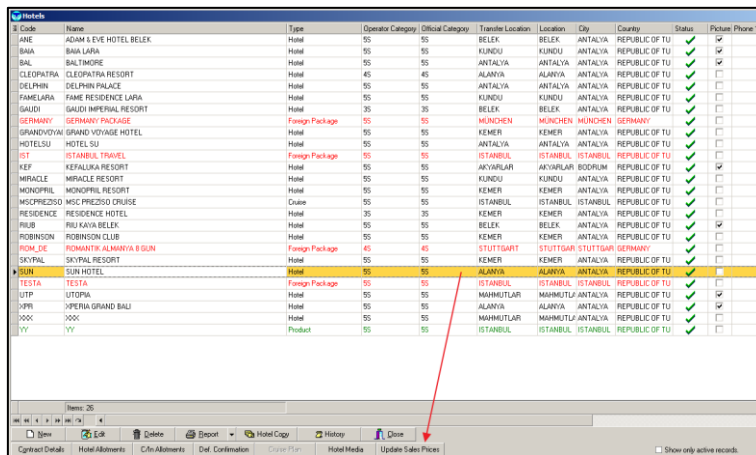 Hotels
Code Name Type Operator Category Official Category Transfer Location Location City Country Status Picture Phone
ANE ADAM & EVE HOTEL BELEK Hotel 5S 5S BELEK BELEK ANTALYA REPUBLIC OF TU
BAIA BAIA LARA Hotel 5S 5S KUNDU KUNDU ANTALYA REPUBLIC OF TU
BAL BALTIMORE Hotel 5S 5S ANTALYA ANTALYA ANTALYA REPUBLIC OF TU
CLEOPATRA CLEOPATRA RESORT Hotel 4S 4S ALANYA ALANYA ANTALYA REPUBLIC OF TU
DELPHIN DELPHIN PALACE Hotel 5S 5S ANTALYA ANTALYA ANTALYA REPUBLIC OF TU
FAMELARA FAME RESIDENCE LARA Hotel 5S 5S KUNDU KUNDU ANTALYA REPUBLIC OF TU
GAUDI GAUDI IMPERIAL RESORT Hotel 3S 3S BELEK BELEK ANTALYA REPUBLIC OF TU
GERMANY GERMANY PACKAGE Foreign Package 5S 5S MÜNCHEN MÜNCHEN MÜNCHEN GERMANY
GRANDVOYA GRAND VOYAGE HOTEL Hotel 5S 5S KEMER KEMER ANTALYA REPUBLIC OF TU
HOTELSU HOTEL SU Hotel 5S 5S ANTALYA ANTALYA ANTALYA REPUBLIC OF TU
IST ISTANBUL TRAVEL Foreign Package 5S 5S ISTANBUL ISTANBUL ISTANBUL REPUBLIC OF TU
KEF KEFALUKA RESORT Hotel 5S 5S AKYARLAR AKYARLAR BODRUM REPUBLIC OF TU
MIRACLE MIRACLE RESORT Hotel 5S 5S KUNDU KUNDU ANTALYA REPUBLIC OF TU
MONOPRIL MONOPRIL RESORT Hotel 5S 5S KEMER KEMER ANTALYA REPUBLIC OF TU
MSCPREZISO MSC PREZISO CRUISE Cruise 5S 5S ISTANBUL ISTANBUL ISTANBUL REPUBLIC OF TU
RESIDENCE RESIDENCE HOTEL Hotel 3S 3S KEMER KEMER ANTALYA REPUBLIC OF TU
RIUB RIU KAYA BELEK Hotel 5S 5S BELEK BELEK ANTALYA REPUBLIC OF TU
ROBINSON ROBINSON CLUB Hotel 5S 5S KEMER KEMER ANTALYA REPUBLIC OF TU
ROM_DE ROMANTIK ALMANYA 8 GUN Foreign Package 4S 4S STUTTGART STUTTGAR STUTTGAR GERMANY
SKYPAL SKYPAL RESORT Hotel 5S 5S KEMER KEMER ANTALYA REPUBLIC OF TU
SUN SUN HOTEL Hotel 5S 5S ALANYA ALANYA ANTALYA REPUBLIC OF TU
TESTA TESTA Foreign Package 5S 5S ISTANBUL ISTANBUL ISTANBUL REPUBLIC OF TU
UTP UTOPIA Hotel 5S 5S MAHMUTLAR MAHMUTLA ANTALYA REPUBLIC OF TU
XPR XPERIA GRAND BALI Hotel 5S 5S ALANYA ALANYA ANTALYA REPUBLIC OF TU
XXX XXX Hotel 5S 5S MAHMUTLAR MAHMUTLA ANTALYA REPUBLIC OF TU
YY YY Product 5S 5S ISTANBUL ISTANBUL ISTANBUL REPUBLIC OF TU
Items: 26
New Edit Delete Report Hotel Copy History Close
Contract Details Hotel Allotments C/In Allotments Def. Confirmation Cruise Plan Hotel Media Update Sales Prices Show only active records.